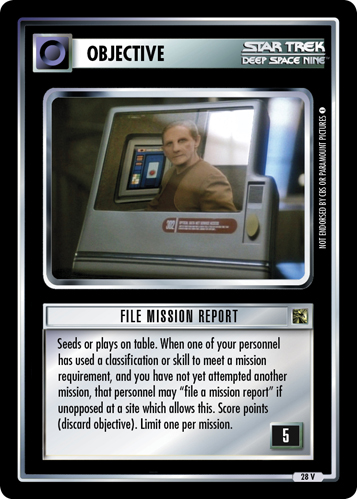 OBJECTIVE
STAR TREK
DEEP SPACE NINE
NOT ENDORSED BY CBS OR PARAMOUNT PICTURES
FILE MISSION REPORT
Seeds or plays on table. When one of your personnel
has used a classification or skill to meet a mission
requirement, and you have not yet attempted another
mission, that personnel may "file a mission report" if
unopposed at a site which allows this. Score points
(discard objective). Limit one per mission.
5
28 V